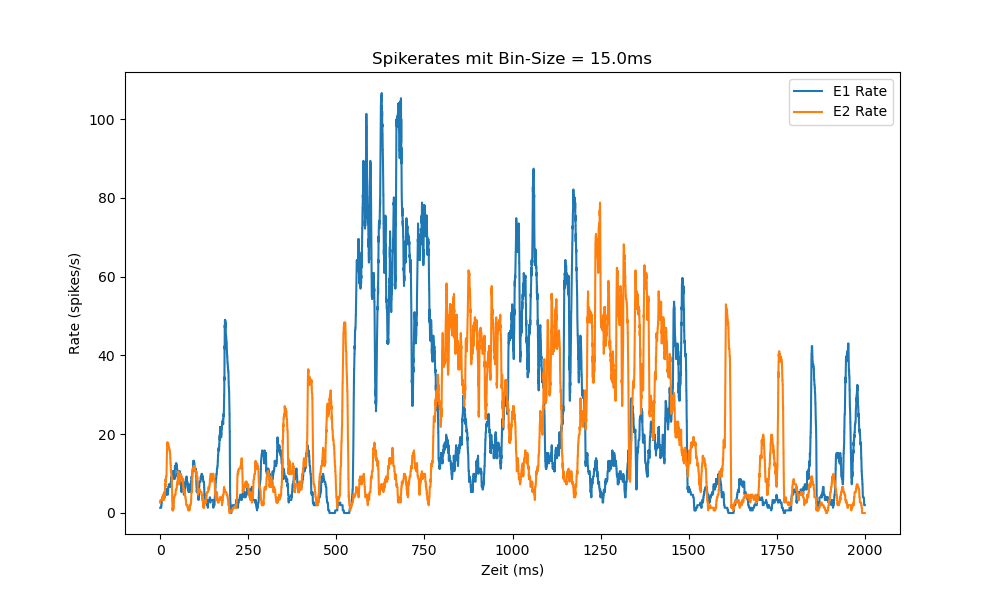 Spikerates mit Bin-Size = 15.0ms
E1 Rate
E2 Rate
Rate (spikes/s)
100
80
60
40
20
0
0 250 500 750 1000 1250 1500 1750 2000
Zeit (ms)